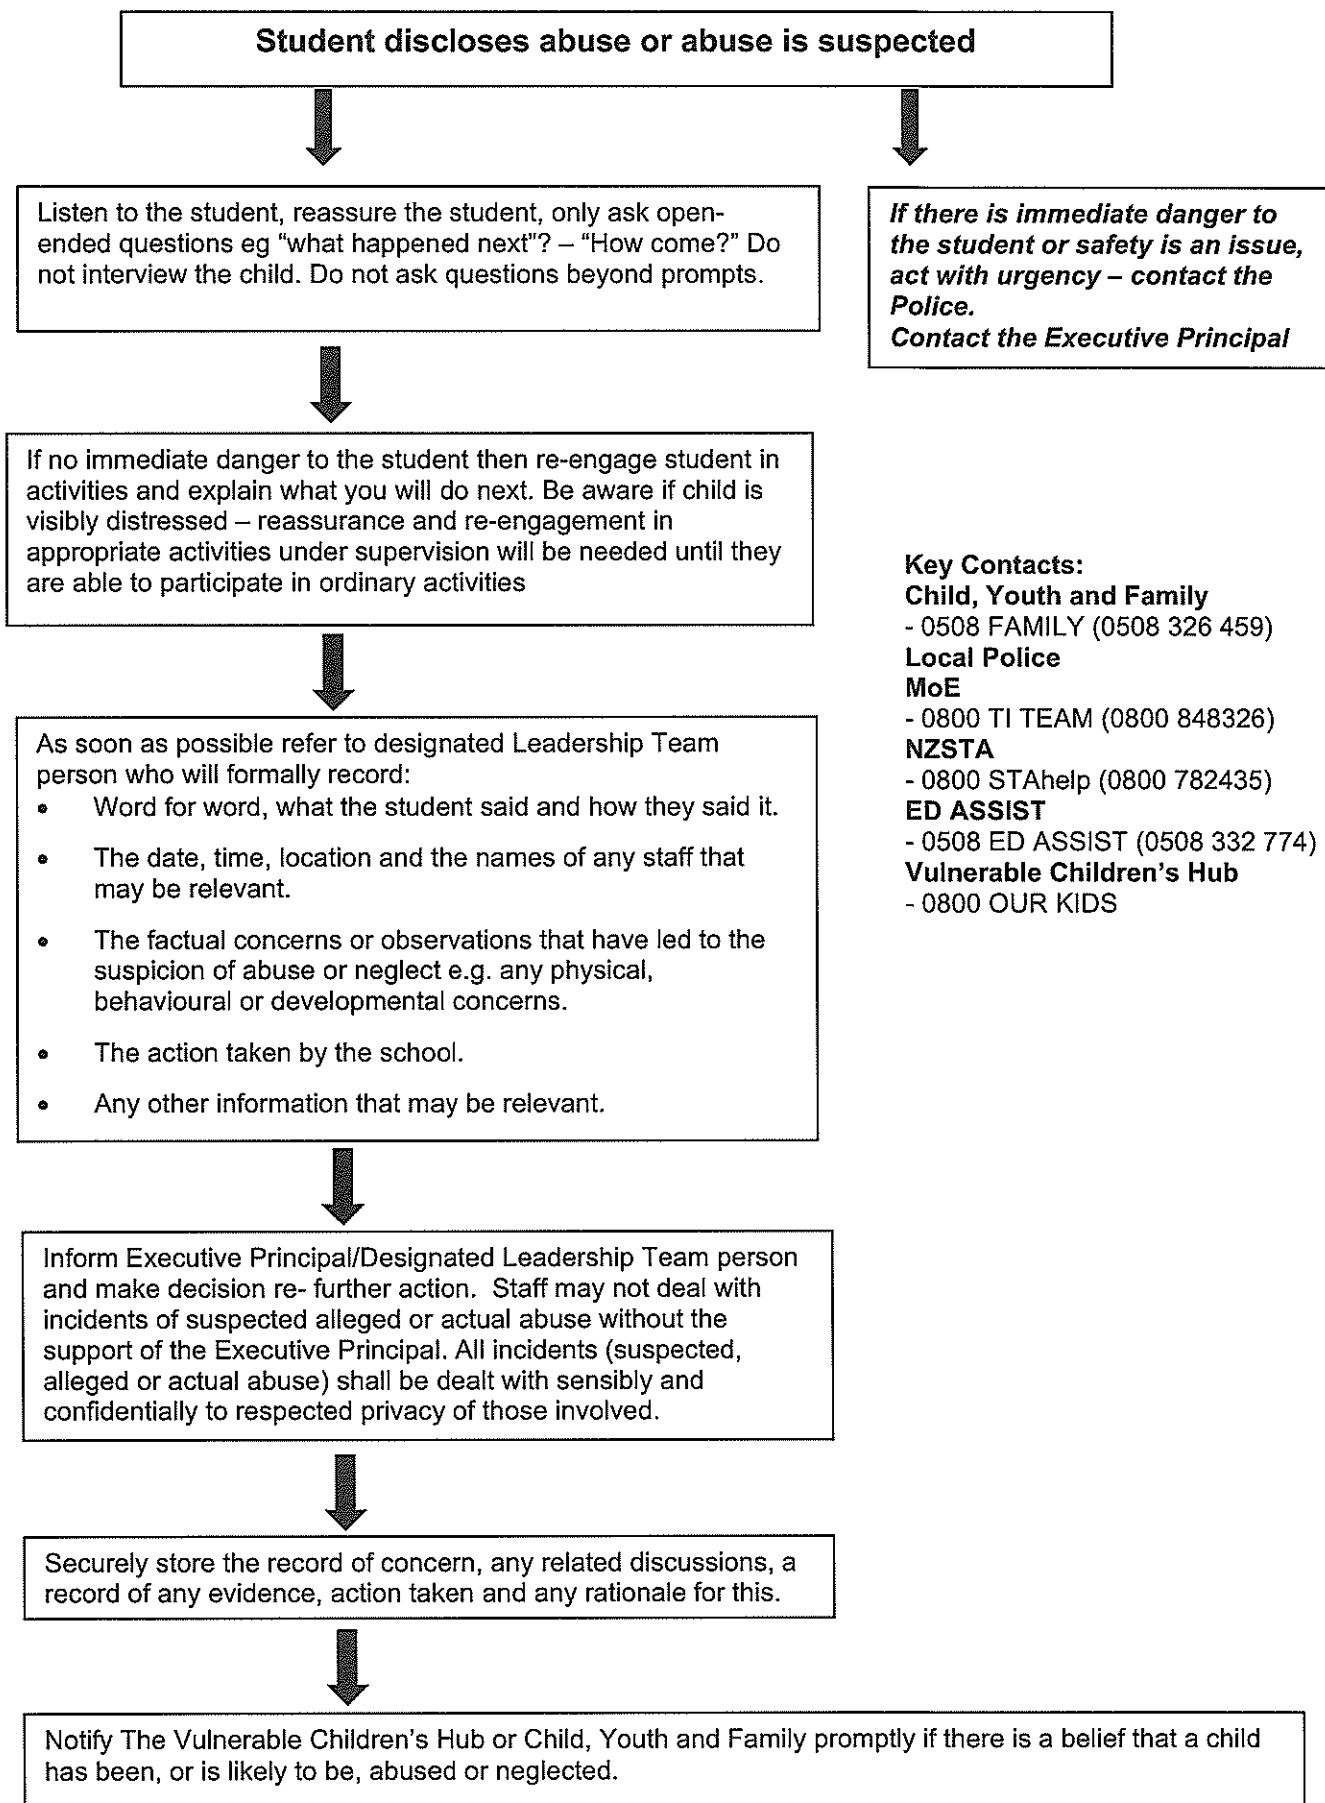 Student discloses abuse or abuse is suspected
Listen to the student, reassure the student, only ask open-
ended questions eg “what happened next”? – “How come?” Do
not interview the child. Do not ask questions beyond prompts.
If there is immediate danger to
the student or safety is an issue,
act with urgency – contact the
Police.
Contact the Executive Principal
If no immediate danger to the student then re-engage student in
activities and explain what you will do next. Be aware if child is
visibly distressed – reassurance and re-engagement in
appropriate activities under supervision will be needed until they
are able to participate in ordinary activities
Key Contacts:
Child, Youth and Family
- 0508 FAMILY (0508 326 459)
Local Police
MoE
- 0800 TI TEAM (0800 848326)
NZSTA
- 0800 STAhelp (0800 782435)
ED ASSIST
- 0508 ED ASSIST (0508 332 774)
Vulnerable Children’s Hub
- 0800 OUR KIDS
As soon as possible refer to designated Leadership Team
person who will formally record:
• Word for word, what the student said and how they said it.
• The date, time, location and the names of any staff that
may be relevant.
• The factual concerns or observations that have led to the
suspicion of abuse or neglect e.g. any physical,
behavioural or developmental concerns.
• The action taken by the school.
• Any other information that may be relevant.
Inform Executive Principal/Designated Leadership Team person
and make decision re- further action. Staff may not deal with
incidents of suspected alleged or actual abuse without the
support of the Executive Principal. All incidents (suspected,
alleged or actual abuse) shall be dealt with sensibly and
confidentially to respected privacy of those involved.
Securely store the record of concern, any related discussions, a
record of any evidence, action taken and any rationale for this.
Notify The Vulnerable Children’s Hub or Child, Youth and Family promptly if there is a belief that a child
has been, or is likely to be, abused or neglected.